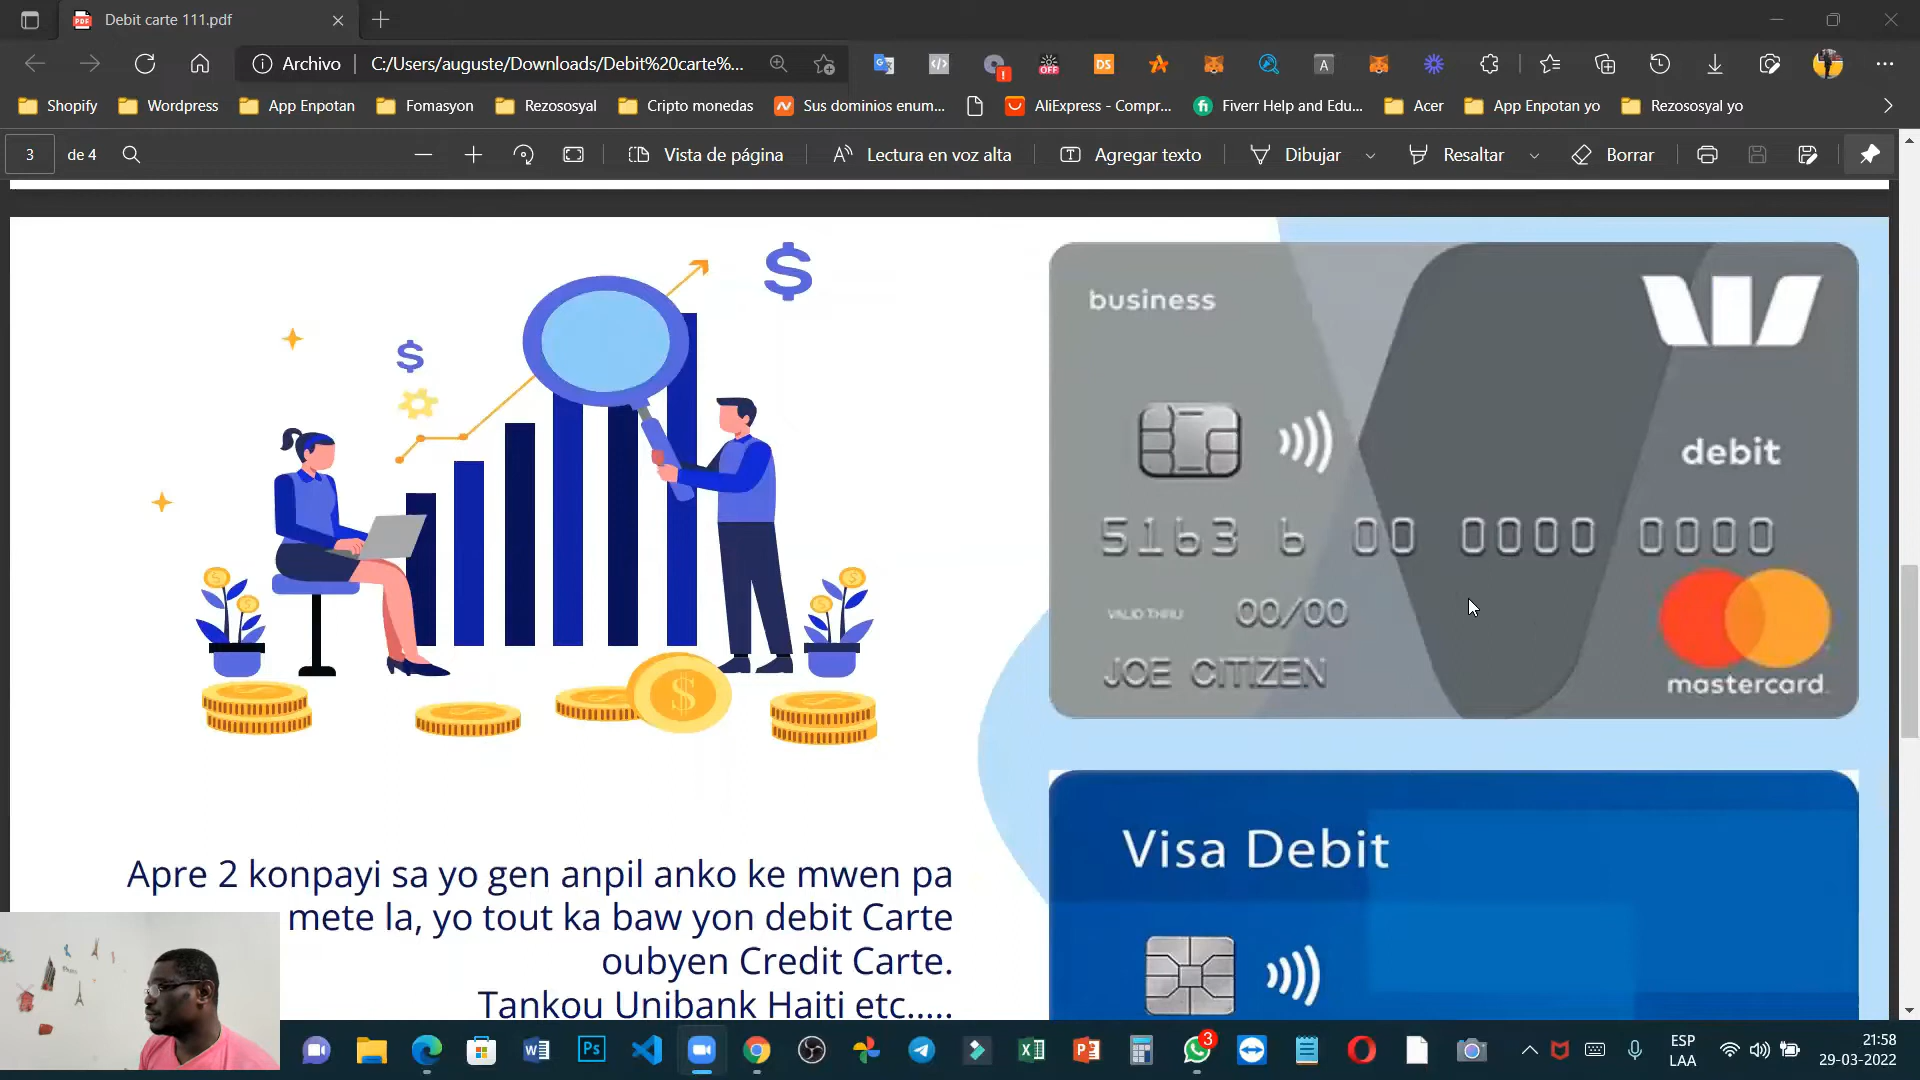 Debit carte 111.pdf
Archivo
C:/Users/auguste/Downloads/Debit%20carte%...
OFF
DS
A
Shopify
Wordpress
App Enpotan
Fomasyon
Rezososyal
Cripto monedas
Sus dominios enum...
AliExpress - Compr...
Fiverr Help and Edu...
Acer
App Enpotan yo
Rezososyal yo
3 de 4
Vista de página
Lectura en voz alta
Agregar texto
Dibujar
Resaltar
Borrar
business
debit
5163 6 00 0000 0000
VALID THRU 00/00
JOE CITIZEN
mastercard.
Visa Debit
Apre 2 konpayi sa yo gen anpil anko ke mwen pa
mete la, yo tout ka baw yon debit Carte
oubyen Credit Carte.
Tankou Unibank Haiti etc.....
3
ESP
LAA
21:58
29-03-2022